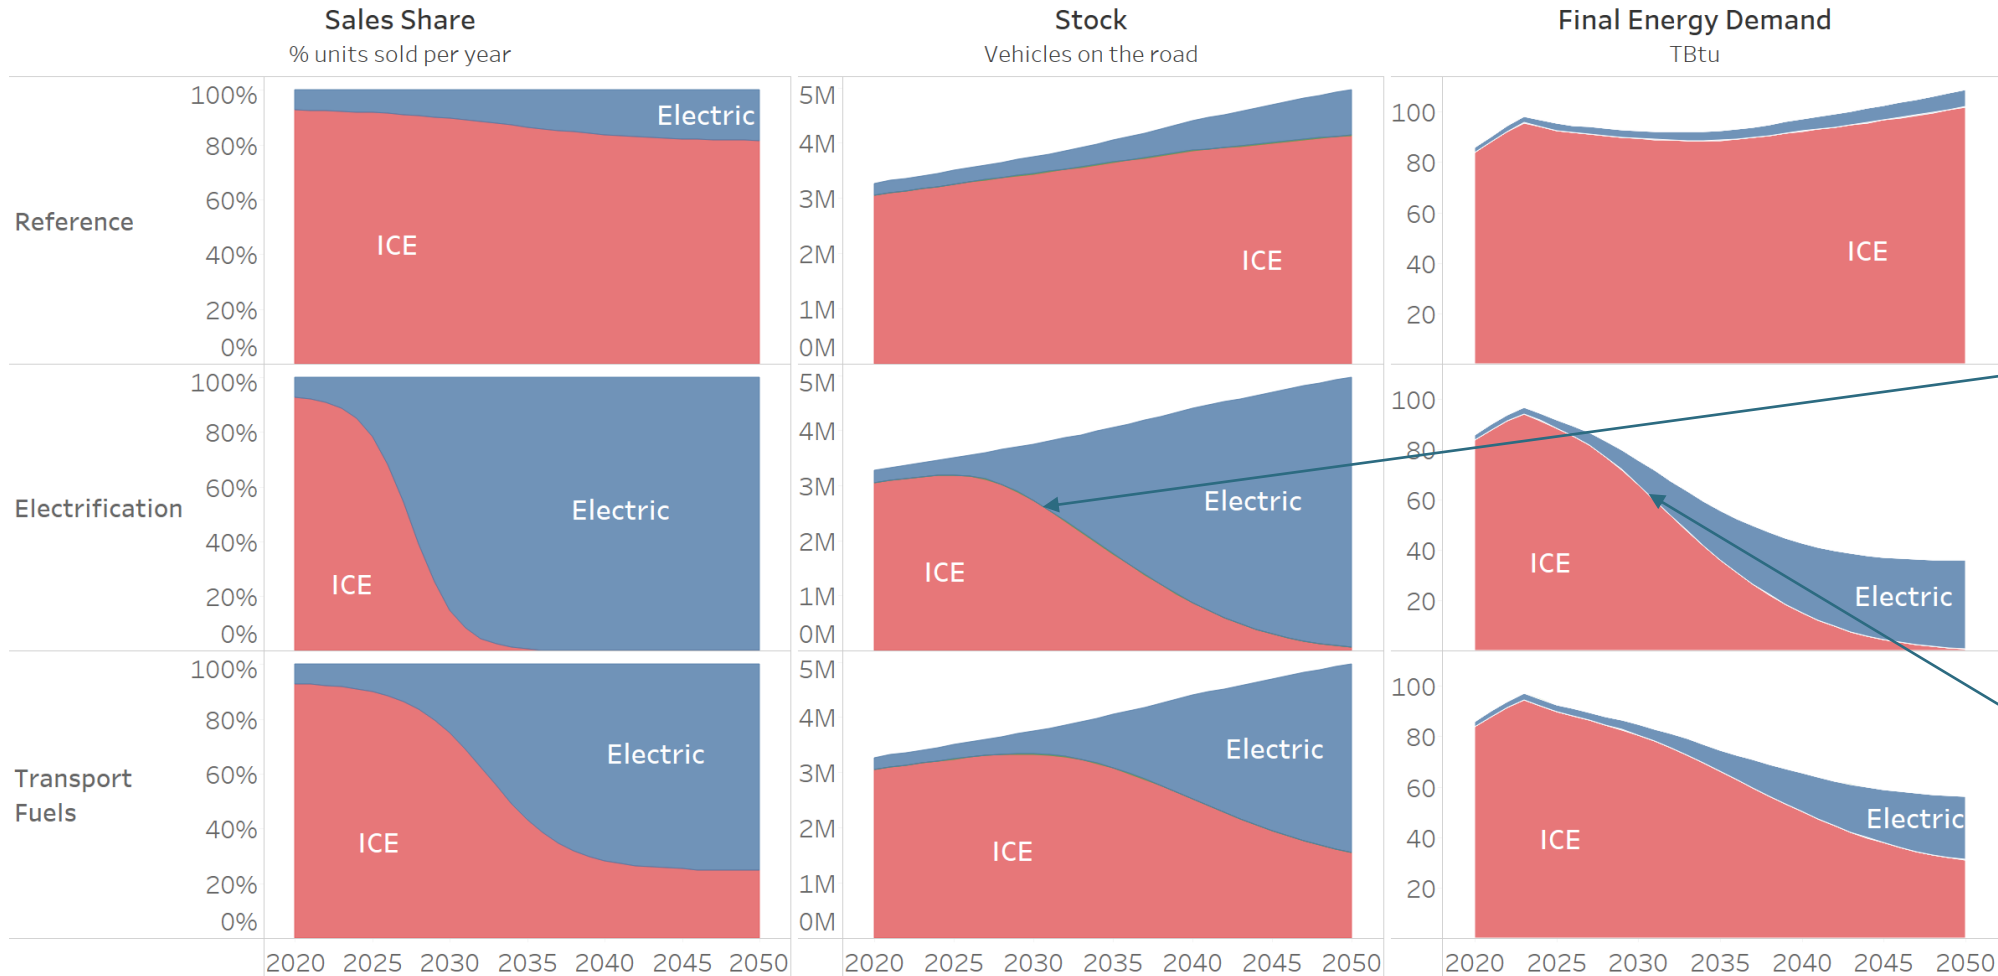 Sales Share
% units sold per year
Stock
Vehicles on the road
Final Energy Demand
TBtu
Reference
100%
80%
60%
40%
20%
0%
Electric
ICE
5M
4M
3M
2M
1M
0M
ICE
100
80
60
40
20
ICE
Electrification
100%
80%
60%
40%
20%
0%
Electric
ICE
5M
4M
3M
2M
1M
0M
Electric
ICE
100
80
60
40
20
ICE
Electric
Transport
Fuels
100%
80%
60%
40%
20%
0%
Electric
ICE
5M
4M
3M
2M
1M
0M
Electric
ICE
100
80
60
40
20
Electric
ICE
2020 2025 2030 2035 2040 2045 2050
2020 2025 2030 2035 2040 2045 2050
2020 2025 2030 2035 2040 2045 2050